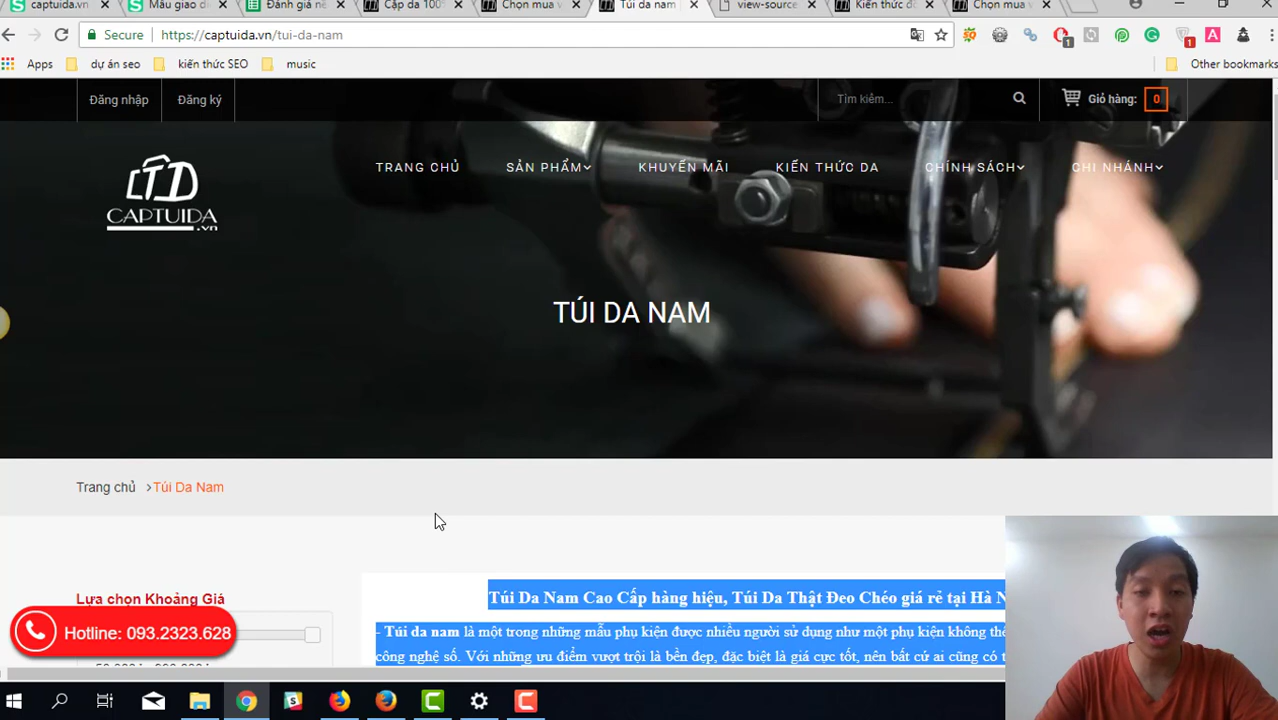 captuida.vn
Mẫu giao d
Đánh giá n
Cặp da 100
Chọn mua v
Túi da nam
view-source
Kiến thức đ
Chọn mua v
Secure
https://captuida.vn/tui-da-nam
Apps
dự án seo
kiến thức SEO
music
Other bookmarks
Đăng nhập
Đăng ký
Tìm kiếm...
Giỏ hàng:
0
TRANG CHỦ
SẢN PHẨM
KHUYẾN MÃI
KIẾN THỨC DA
CHÍNH SÁCH
CHI NHÁNH
CAPTUIDA
.vn
TÚI DA NAM
Trang chủ >Túi Da Nam
Lựa chọn Khoảng Giá
Hotline: 093.2323.628
Túi Da Nam Cao Cấp hàng hiệu, Túi Da Thật Đeo Chéo giá rẻ tại Hà N
- Túi da nam là một trong những mẫu phụ kiện được nhiều người sử dụng như một phụ kiện không th
công nghệ số. Với những ưu điểm vượt trội là bền đẹp, đặc biệt là giá cực tốt, nên bất cứ ai cũng có t